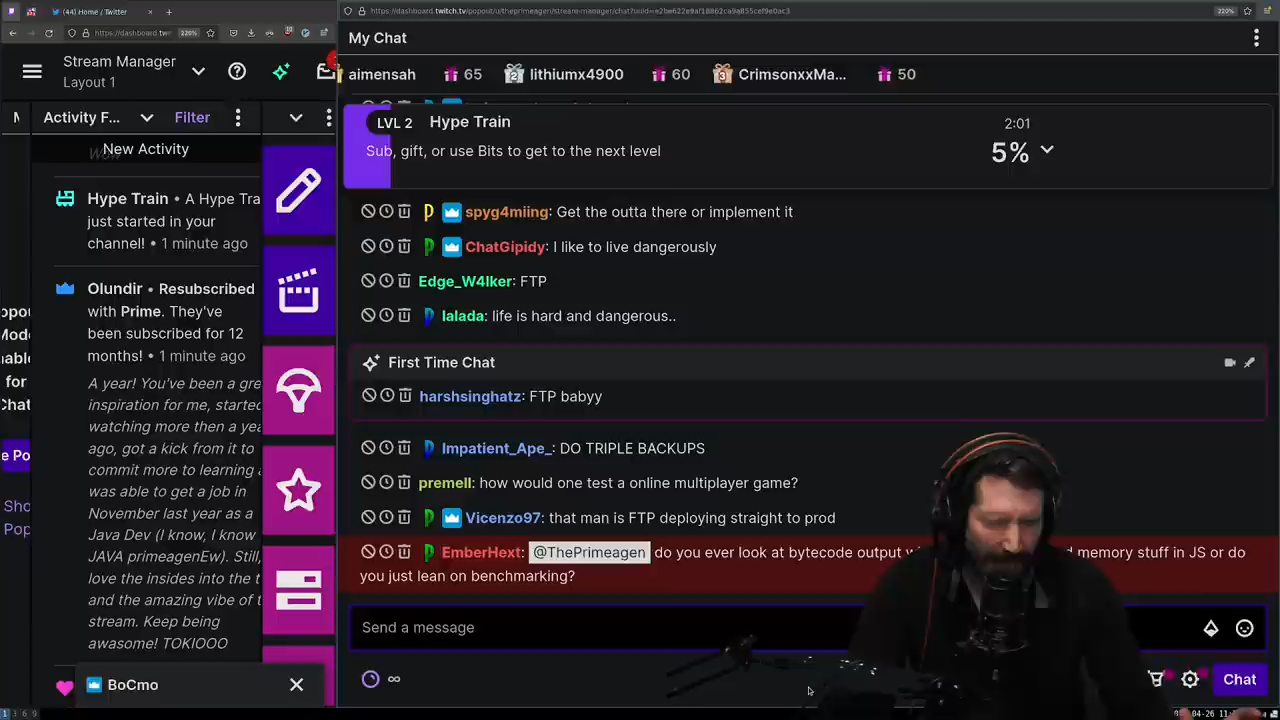 (44) Home / Twitter
https://dashboard.twitch.tv/popout/u/theprimeagen/stream-manager/chat?uuid=
220%
https://dashboard.twi
220%
Stream Manager
Layout 1
My Chat
aimensah 65 lithiumx4900 60 CrimsonxxMa... 50
Activity F... Filter
New Activity
LVL 2 Hype Train
Sub, gift, or use Bits to get to the next level
2:01
5%
Hype Train • A Hype Tra
just started in your
channel! • 1 minute ago
Olundir • Resubscribed
with Prime. They've
been subscribed for 12
months! • 1 minute ago
A year! You've been a gre
inspiration for me, started
watching more then a yea
ago, got a kick from it to
commit more to learning a
was able to get a job in
November last year as a
Java Dev (I know, I know
JAVA primeagenEw). Still,
love the insides into the t
and the amazing vibe of t
stream. Keep being
awasome! TOKIOOO
BoCmo
spyg4miing: Get the outta there or implement it
ChatGipidy: I like to live dangerously
Edge_W4lker: FTP
lalada: life is hard and dangerous..
First Time Chat
harshsinghatz: FTP babyy
Impatient_Ape_: DO TRIPLE BACKUPS
premell: how would one test a online multiplayer game?
Vicenzo97: that man is FTP deploying straight to prod
EmberHext: @ThePrimeagen do you ever look at bytecode output memory stuff in JS or do
you just lean on benchmarking?
Send a message
Chat